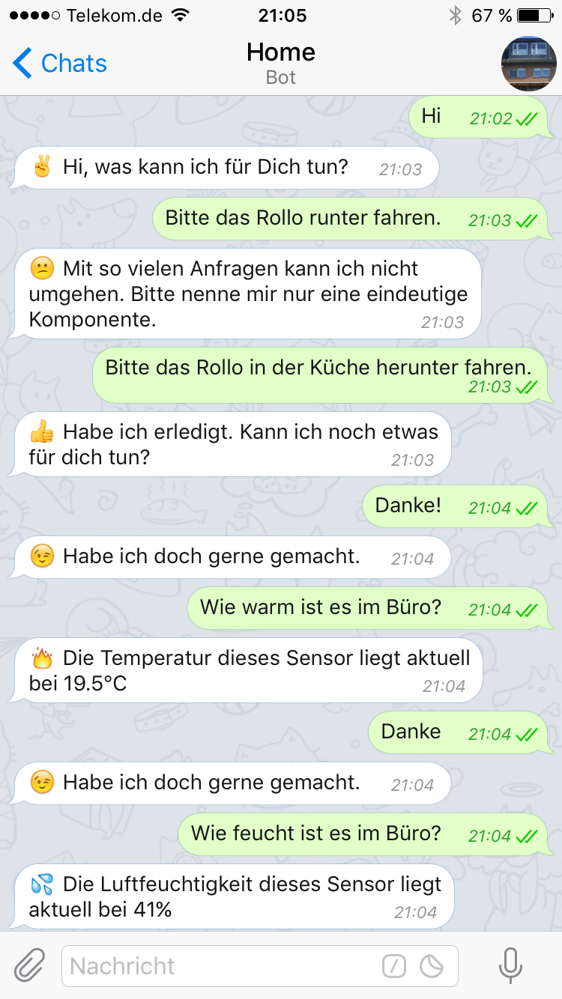 Telekom.de 21:05 67 %
Chats
Home
Bot
Hi 21:02
✌ Hi, was kann ich für Dich tun? 21:03
Bitte das Rollo runter fahren. 21:03
😕 Mit so vielen Anfragen kann ich nicht
umgehen. Bitte nenne mir nur eine eindeutige
Komponente. 21:03
Bitte das Rollo in der Küche herunter fahren.
21:03
👍 Habe ich erledigt. Kann ich noch etwas
für dich tun? 21:03
Danke! 21:04
😉 Habe ich doch gerne gemacht. 21:04
Wie warm ist es im Büro? 21:04
🔥 Die Temperatur dieses Sensor liegt aktuell
bei 19.5°C 21:04
Danke 21:04
😉 Habe ich doch gerne gemacht. 21:04
Wie feucht ist es im Büro? 21:04
💦 Die Luftfeuchtigkeit dieses Sensor liegt
aktuell bei 41% 21:04
Nachricht